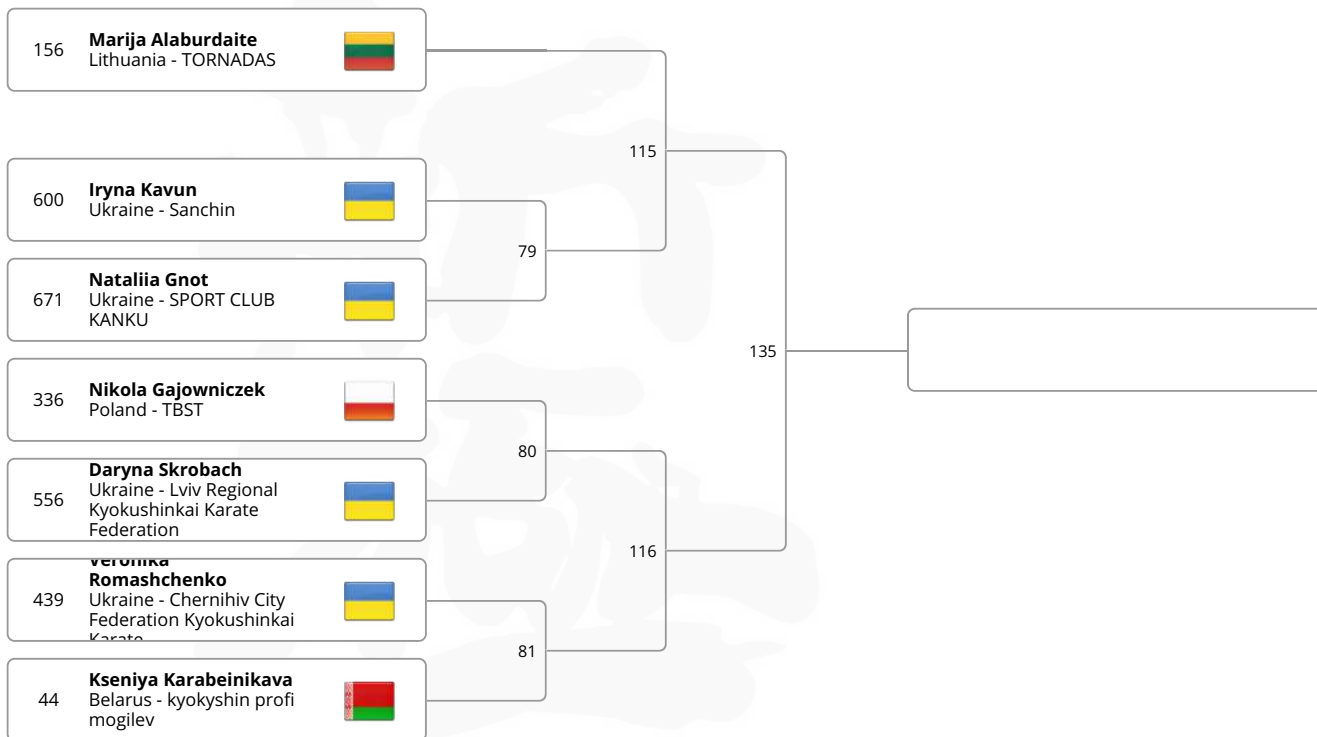 156
Marija Alaburdaite
Lithuania - TORNADAS
115
600
Iryna Kavun
Ukraine - Sanchin
79
671
Nataliia Gnot
Ukraine - SPORT CLUB
KANKU
135
336
Nikola Gajowniczek
Poland - TBST
80
556
Daryna Skrobach
Ukraine - Lviv Regional
Kyokushinkai Karate
Federation
116
439
Veronika
Romashchenko
Ukraine - Chernihiv City
Federation Kyokushinkai
Karate
81
44
Kseniya Karabeinikava
Belarus - kyokyshin profi
mogilev